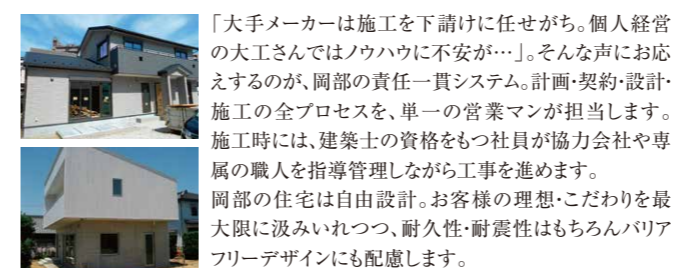 「大手メーカーは施工を下請けに任せがち。個人経営
の大工さんではノウハウに不安が…」。そんな声にお応
えするのが、岡部の責任一貫システム。計画・契約・設計・
施工の全プロセスを、単一の営業マンが担当します。
施工時には、建築士の資格をもつ社員が協力会社や専
属の職人を指導管理しながら工事を進めます。
岡部の住宅は自由設計。お客様の理想・こだわりを最
大限に汲みいれつつ、耐久性・耐震性はもちろんバリア
フリーデザインにも配慮します。